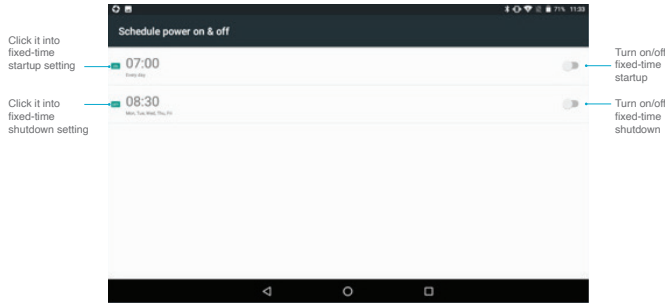 71% 11:33
Schedule power on & off
Click it into
fixed-time
startup setting
07:00
Every day
Turn on/off
fixed-time
startup
Click it into
fixed-time
shutdown setting
08:30
Mon, Tue, Wed, Thu, Fri
Turn on/off
fixed-time
shutdown